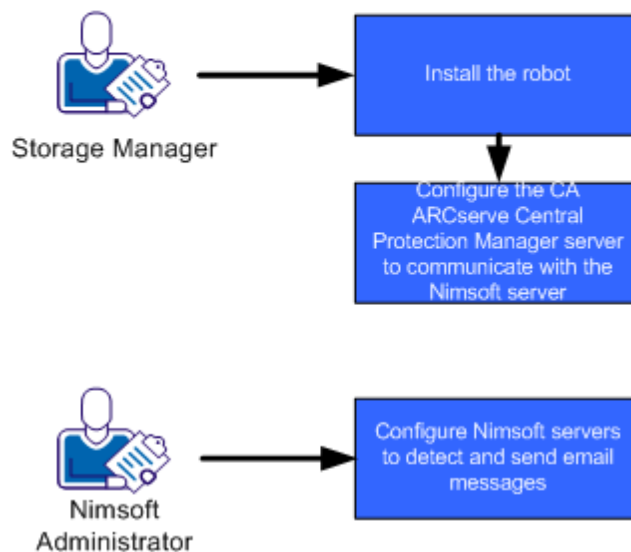 Storage Manager
Install the robot
Configure the CA
ARCserve Central
Protection Manager server
to communicate with the
Nimsoft server
Nimsoft
Administrator
Configure Nimsoft servers
to detect and send email
messages